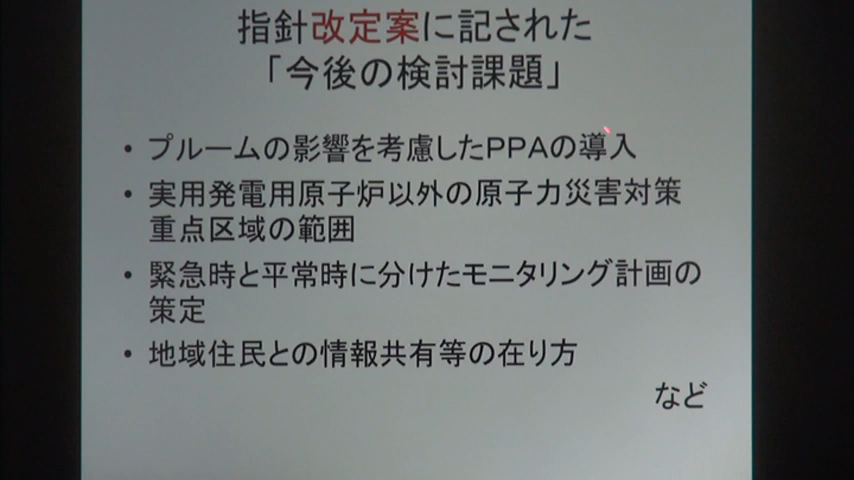 指針改定案に記された
「今後の検討課題」
・プルームの影響を考慮したPPAの導入
・実用発電用原子炉以外の原子力災害対策
重点区域の範囲
・緊急時と平常時に分けたモニタリング計画の
策定
・地域住民との情報共有等の在り方
など